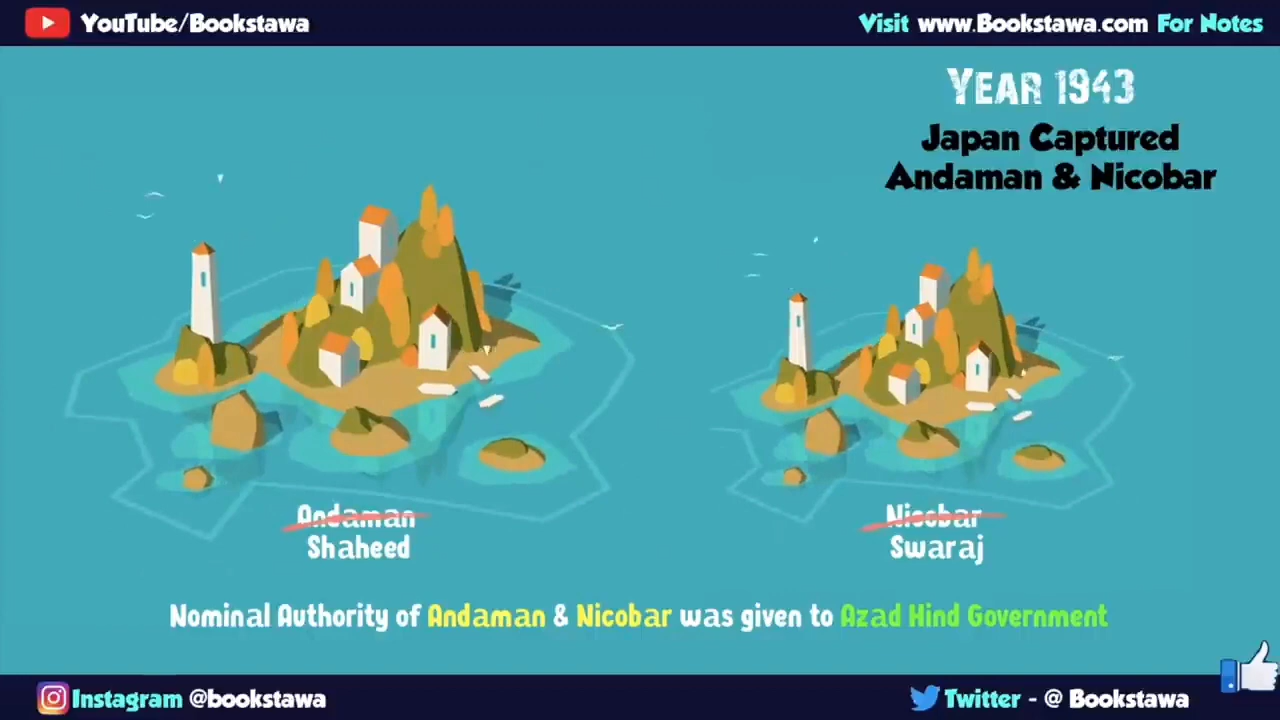 YouTube/Bookstawa
Visit www.Bookstawa.com For Notes
Year 1943
Japan Captured
Andaman & Nicobar
Andaman
Shaheed
Nicobar
Swaraj
Nominal Authority of Andaman & Nicobar was given to Azad Hind Government
Instagram @bookstawa
Twitter - @ Bookstawa